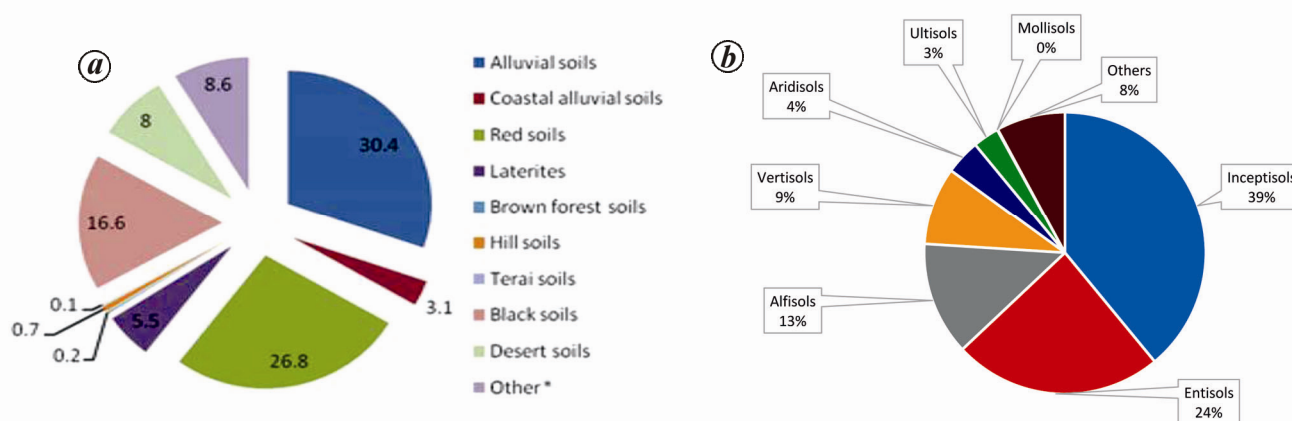 a
8.6
8
30.4
16.6
0.1
0.7
0.2
5.5
26.8
3.1
Alluvial soils
Coastal alluvial soils
Red soils
Laterites
Brown forest soils
Hill soils
Terai soils
Black soils
Desert soils
Other *
b
Ultisols
3%
Mollisols
0%
Others
8%
Aridisols
4%
Vertisols
9%
Inceptisols
39%
Alfisols
13%
Entisols
24%